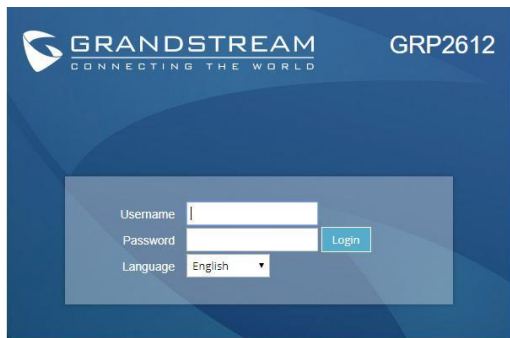 GRANDSTREAM
CONNECTING THE WORLD
GRP2612
Username
Password
Login
Language
English